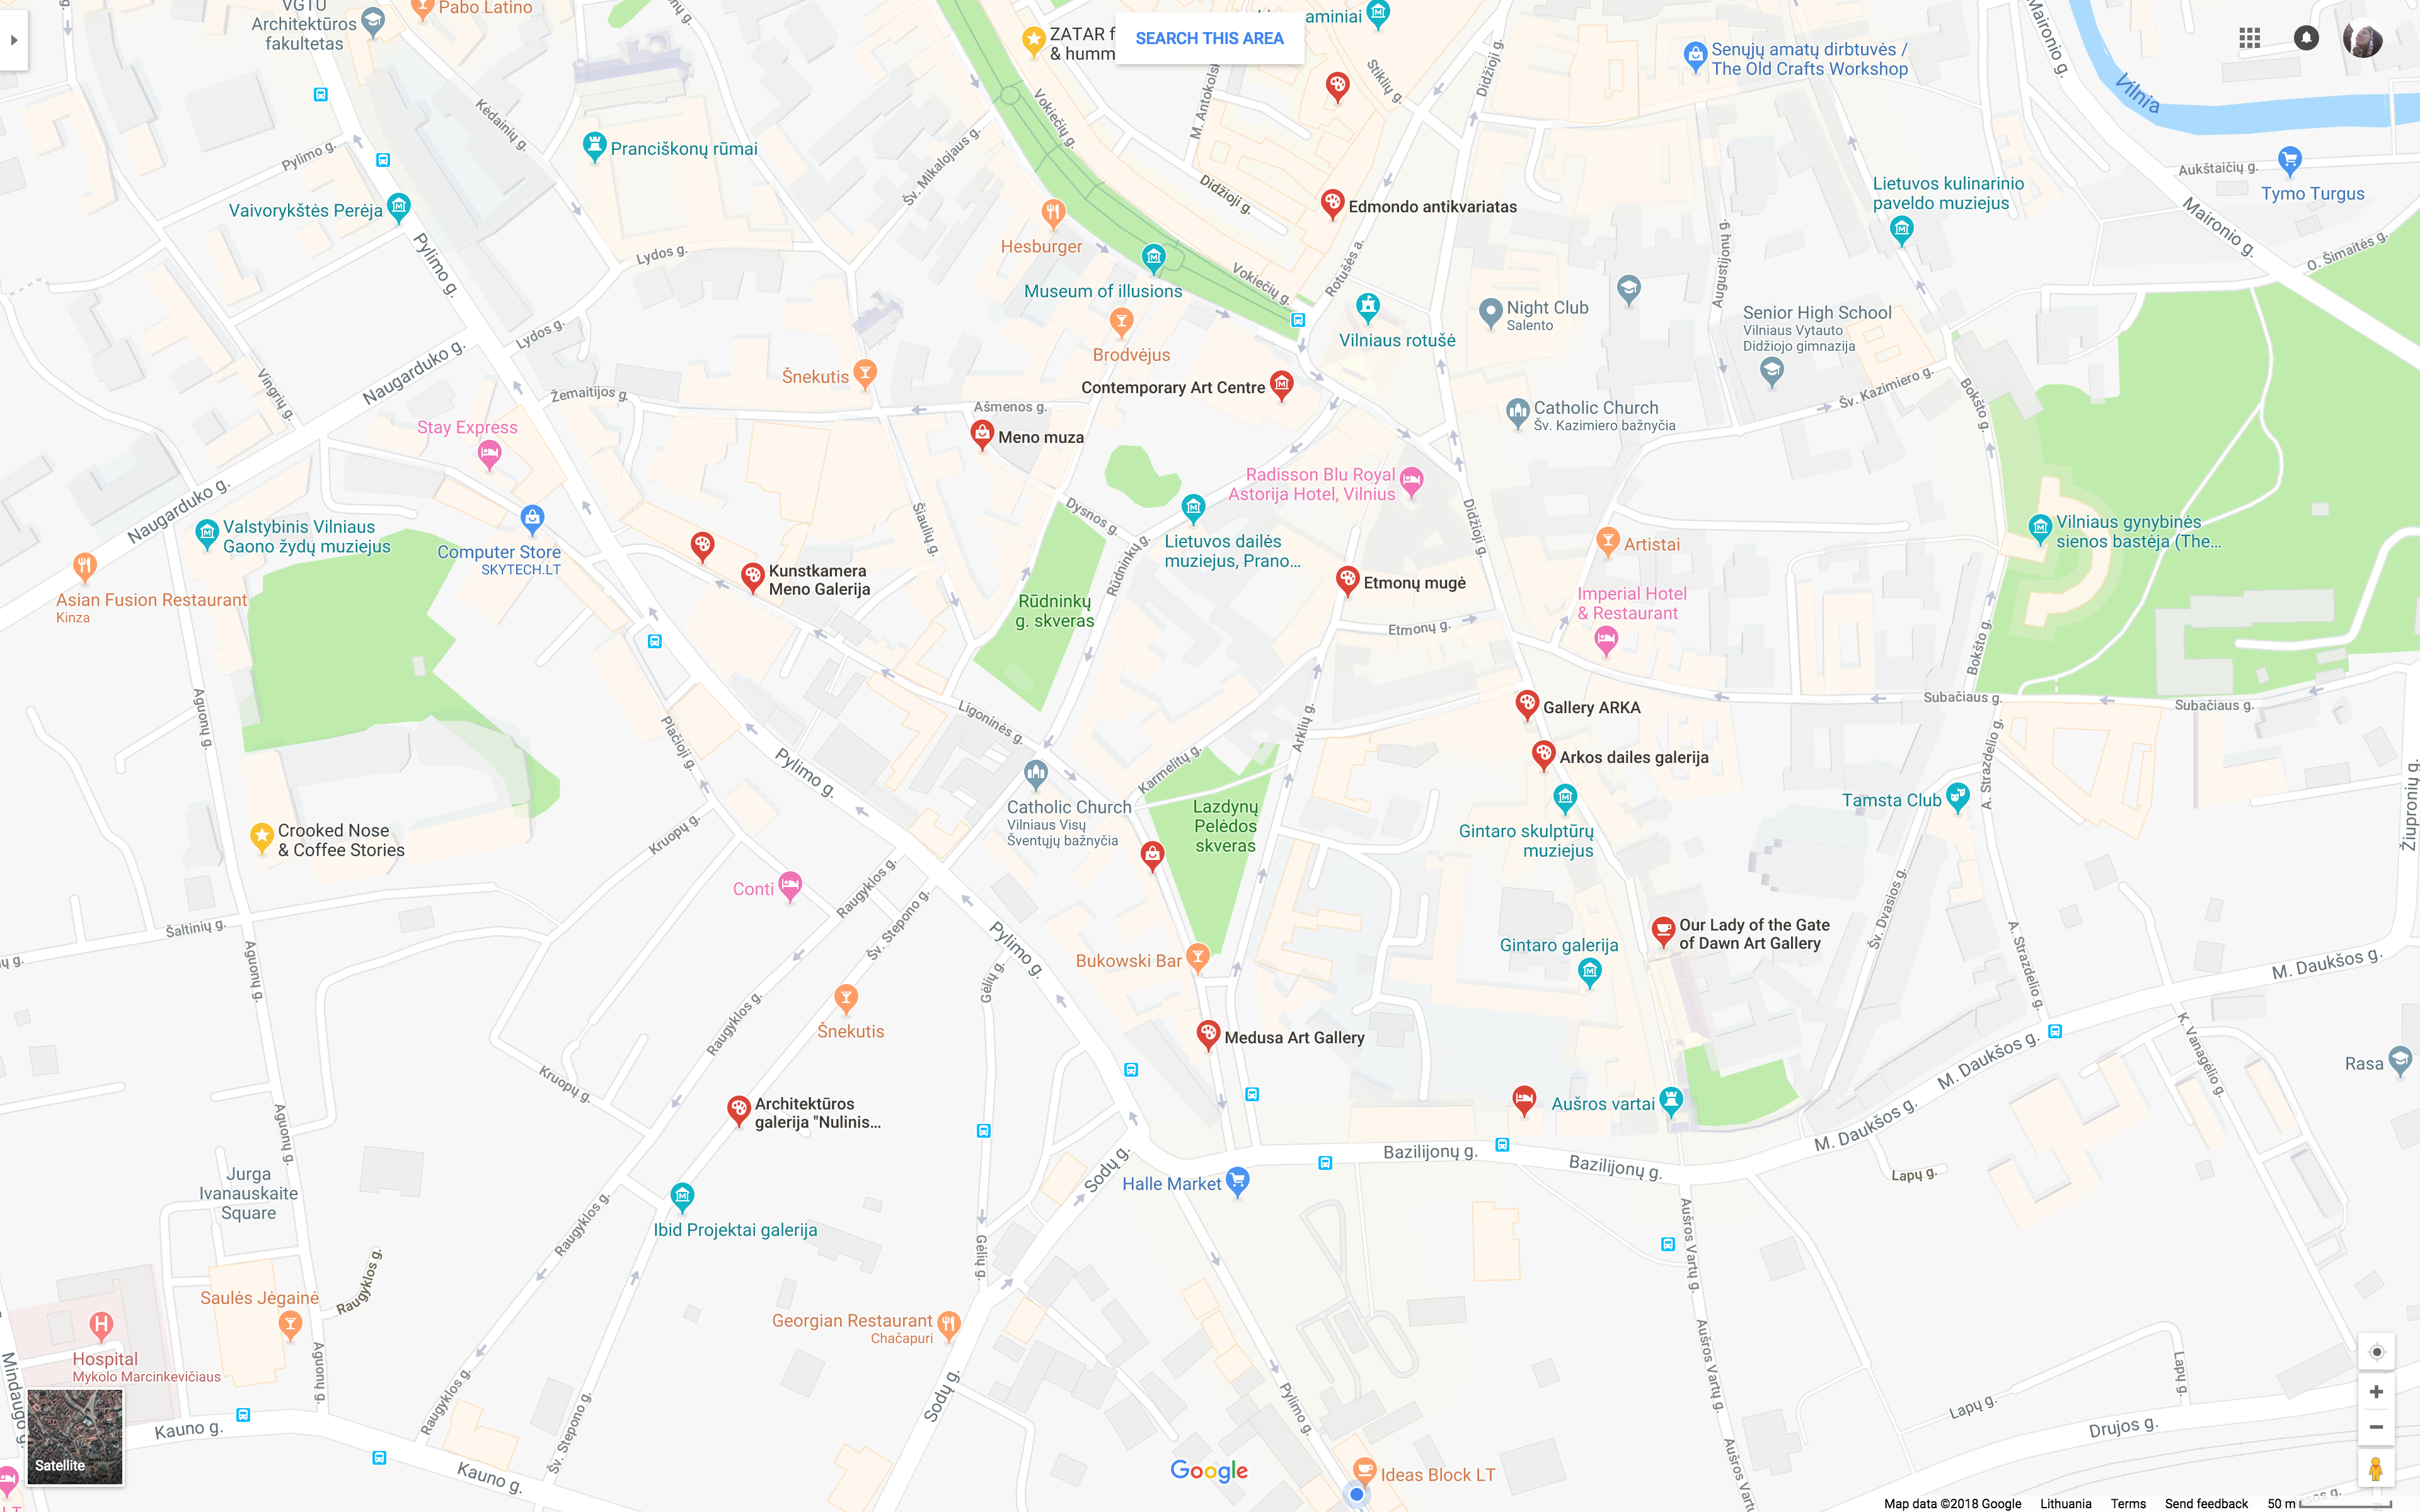 VGTU
Architektūros
fakultetas
Pabo Latino
ZATAR f
& humm
SEARCH THIS AREA
aminiai
Stiklių g.
Didžioji g.
M. Antokolsk
Vokiečių g.
Senųjų amatų dirbtuvės /
The Old Crafts Workshop
Maironio g.
Vilnia
Kėdainių g.
Pylimo g.
Pranciškonų rūmai
Šv. Mikalojaus g.
Didžioji g.
Edmondo antikvariatas
Augustijonų g.
Lietuvos kulinarinio
paveldo muziejus
Aukštaičių g.
Tymo Turgus
Maironio g.
O. Šimaitės g.
Vaivorykštės Perėja
Pylimo g.
Lydos g.
Hesburger
Museum of illusions
Vokiečių g.
Rotušės a.
Vilniaus rotušė
Night Club
Salento
Senior High School
Vilniaus Vytauto
Didžiojo gimnazija
Lydos g.
Naugarduko g.
Vingrių g.
Brodvėjus
Šnekutis
Žemaitijos g.
Ašmenos g.
Contemporary Art Centre
Meno muza
Catholic Church
Šv. Kazimiero bažnyčia
Šv. Kazimiero g.
Bokšto g.
Stay Express
Naugarduko g.
Radisson Blu Royal
Astorija Hotel, Vilnius
Didžioji g.
Dysnos g.
Šiaulių g.
Rūdninkų g.
Valstybinis Vilniaus
Gaono žydų muziejus
Computer Store
SKYTECH.LT
Asian Fusion Restaurant
Kinza
Kunstkamera
Meno Galerija
Lietuvos dailės
muziejus, Prano...
Rūdninkų
g. skveras
Etmonų mugė
Etmonų g.
Artistai
Imperial Hotel
& Restaurant
Vilniaus gynybinės
sienos bastėja (The...
Bokšto g.
Subačiaus g.
Subačiaus g.
Aguonų g.
Plačioji g.
Pylimo g.
Ligoninės g.
Karmelitų g.
Arklių g.
Gallery ARKA
Arkos dailes galerija
Gintaro skulptūrų
muziejus
Tamsta Club
A. Strazdelio g.
Žiupronių g.
Crooked Nose
& Coffee Stories
Kruopų g.
Catholic Church
Vilniaus Visų
Šventųjų bažnyčia
Lazdynų
Pelėdos
skveras
Conti
Raugyklos g.
Šv. Stepono g.
Šaltinių g.
ų g.
Aguonų g.
Pylimo g.
Gėlių g.
Bukowski Bar
Gintaro galerija
Our Lady of the Gate
of Dawn Art Gallery
Šv. Dvasios g.
A. Strazdelio g.
M. Daukšos g.
Šnekutis
Raugyklos g.
Medusa Art Gallery
M. Daukšos g.
K. Vanagėlio g.
Rasa
Kruopų g.
Architektūros
galerija "Nulinis...
Aušros vartai
M. Daukšos g.
Aguonų g.
Jurga
Ivanauskaite
Square
Sodų g.
Halle Market
Bazilijonų g.
Bazilijonų g.
Lapų g.
Ibid Projektai galerija
Raugyklos g.
Gėlių g.
Aušros Vartų g.
Raugyklos g.
Saulės Jėgainė
Georgian Restaurant
Chačapuri
Hospital
Mykolo Marcinkevičiaus
Aguonų g.
Mindaugo g.
Raugyklos g.
Šv. Stepono g.
Sodų g.
Pylimo g.
Aušros Vartų g.
Lapų g.
Lapų g.
Drujos g.
Kauno g.
Kauno g.
Satellite
LT
Google
Ideas Block LT
Aušros Vartų
Map data ©2018 Google Lithuania Terms Send feedback 50 m